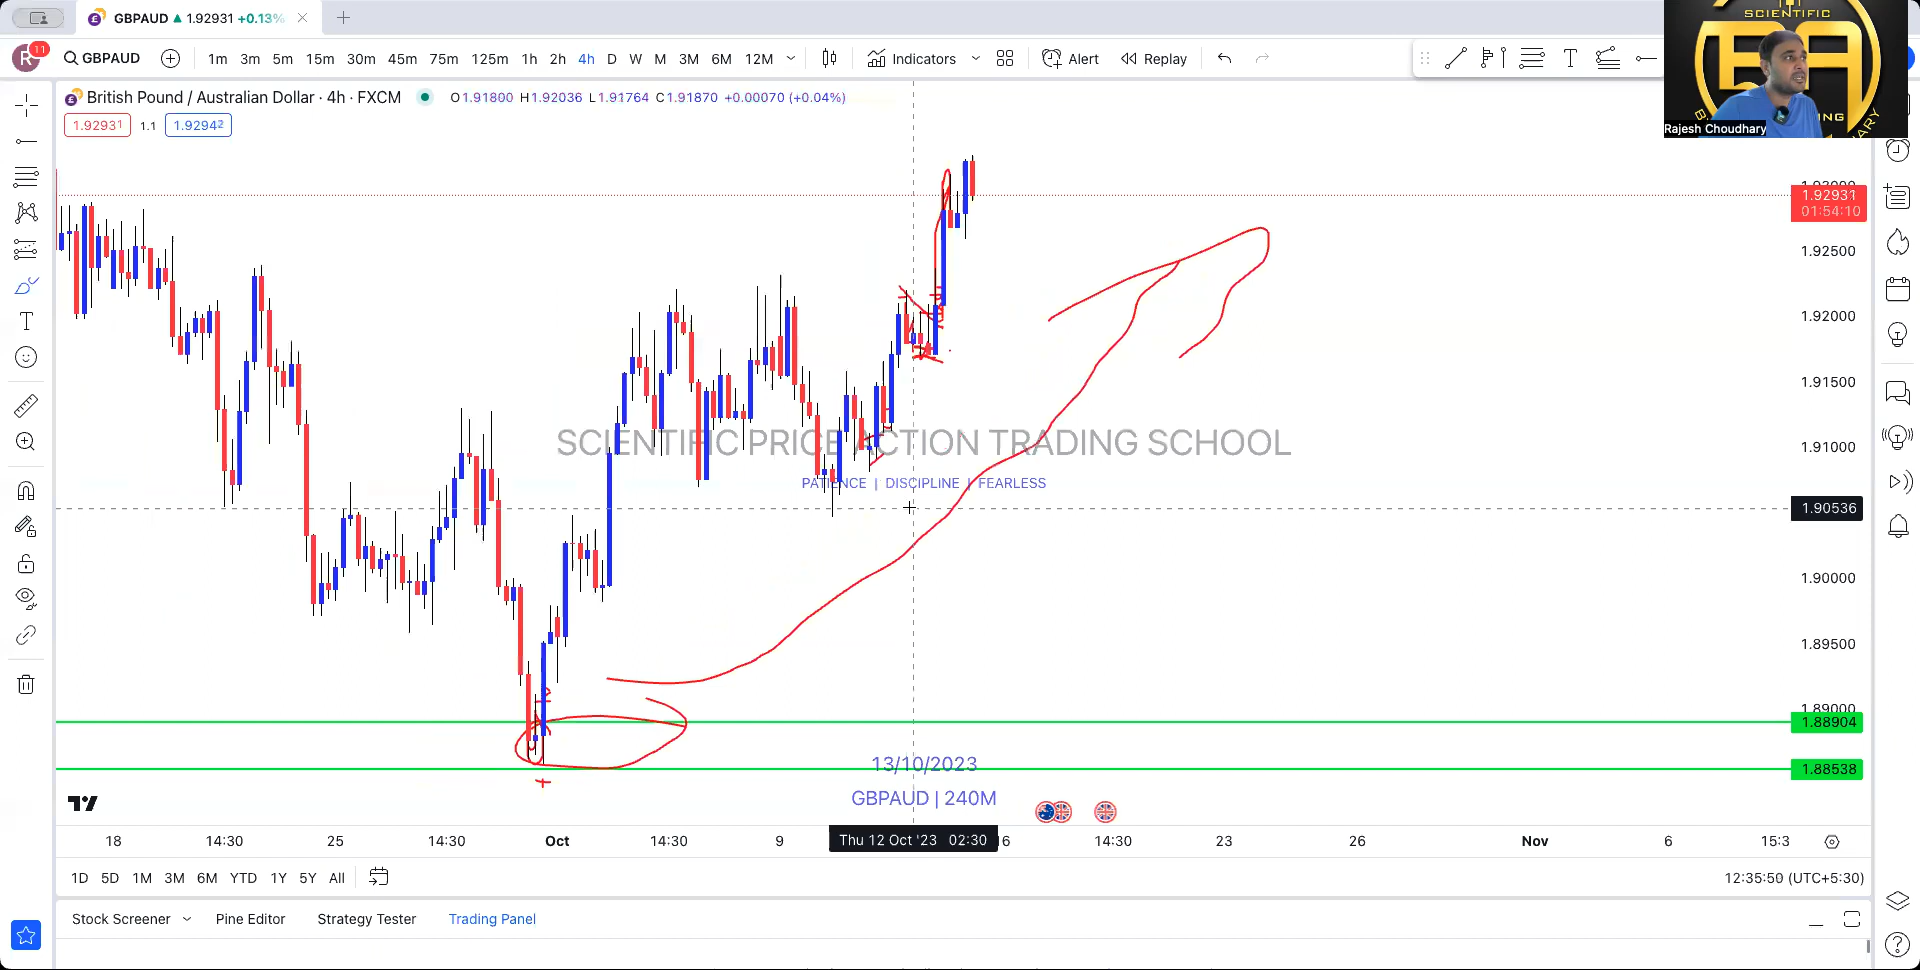 GBPAUD ▲ 1.92931 +0.13%
SCIENTIFIC
R 11 GBPAUD 1m 3m 5m 15m 30m 45m 75m 125m 1h 2h 4h D W M 3M 6M 12M Indicators Alert Replay
British Pound / Australian Dollar · 4h · FXCM O1.91800 H1.92036 L1.91764 C1.91870 +0.00070 (+0.04%)
1.92931 1.1 1.92942
Rajesh Choudhary
1.93000
1.92931
01:54:10
1.92500
1.92000
1.91500
1.91000
SCIENTIFIC PRICE ACTION TRADING SCHOOL
PATIENCE | DISCIPLINE | FEARLESS
1.90536
1.90000
1.89500
1.89000
1.88904
13/10/2023
1.88538
GBPAUD | 240M
18 14:30 25 14:30 Oct 14:30 9 Thu 12 Oct '23 02:30 16 14:30 23 26 Nov 6 15:3
1D 5D 1M 3M 6M YTD 1Y 5Y All 12:35:50 (UTC+5:30)
Stock Screener Pine Editor Strategy Tester Trading Panel